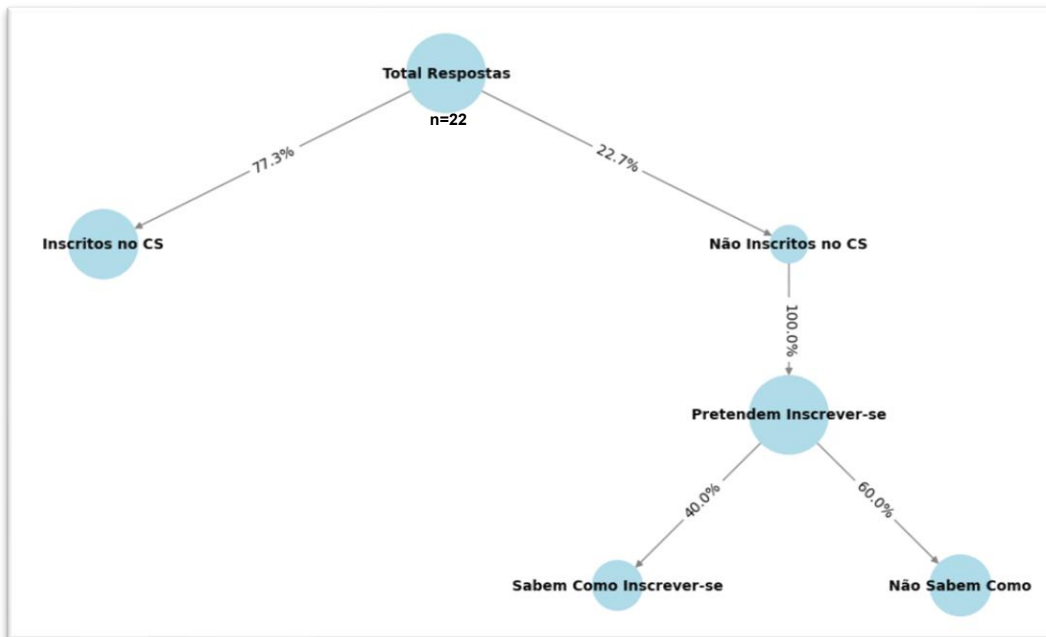 Total Respostas
n=22
77.3%
22.7%
Inscritos no CS
Não Inscritos no CS
100.0%
Pretendem Inscrever-se
40.0%
60.0%
Sabem Como Inscrever-se
Não Sabem Como